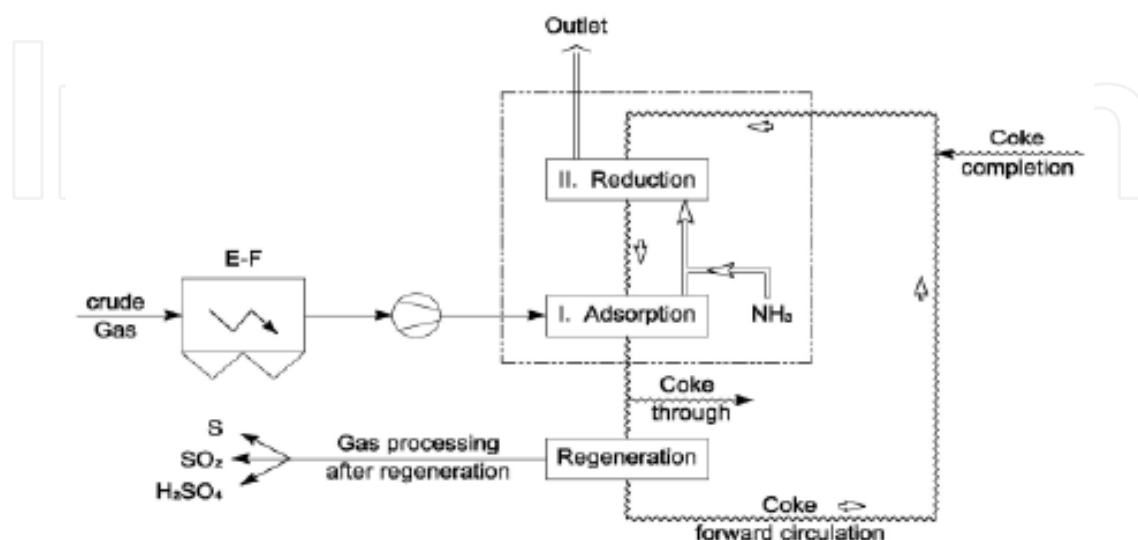 Outlet
Coke
completion
II. Reduction
E-F
crude
Gas
I. Adsorption
NH₃
Coke
through
S
SO₂
H₂SO₄
Gas processing
after regeneration
Regeneration
Coke
forward circulation